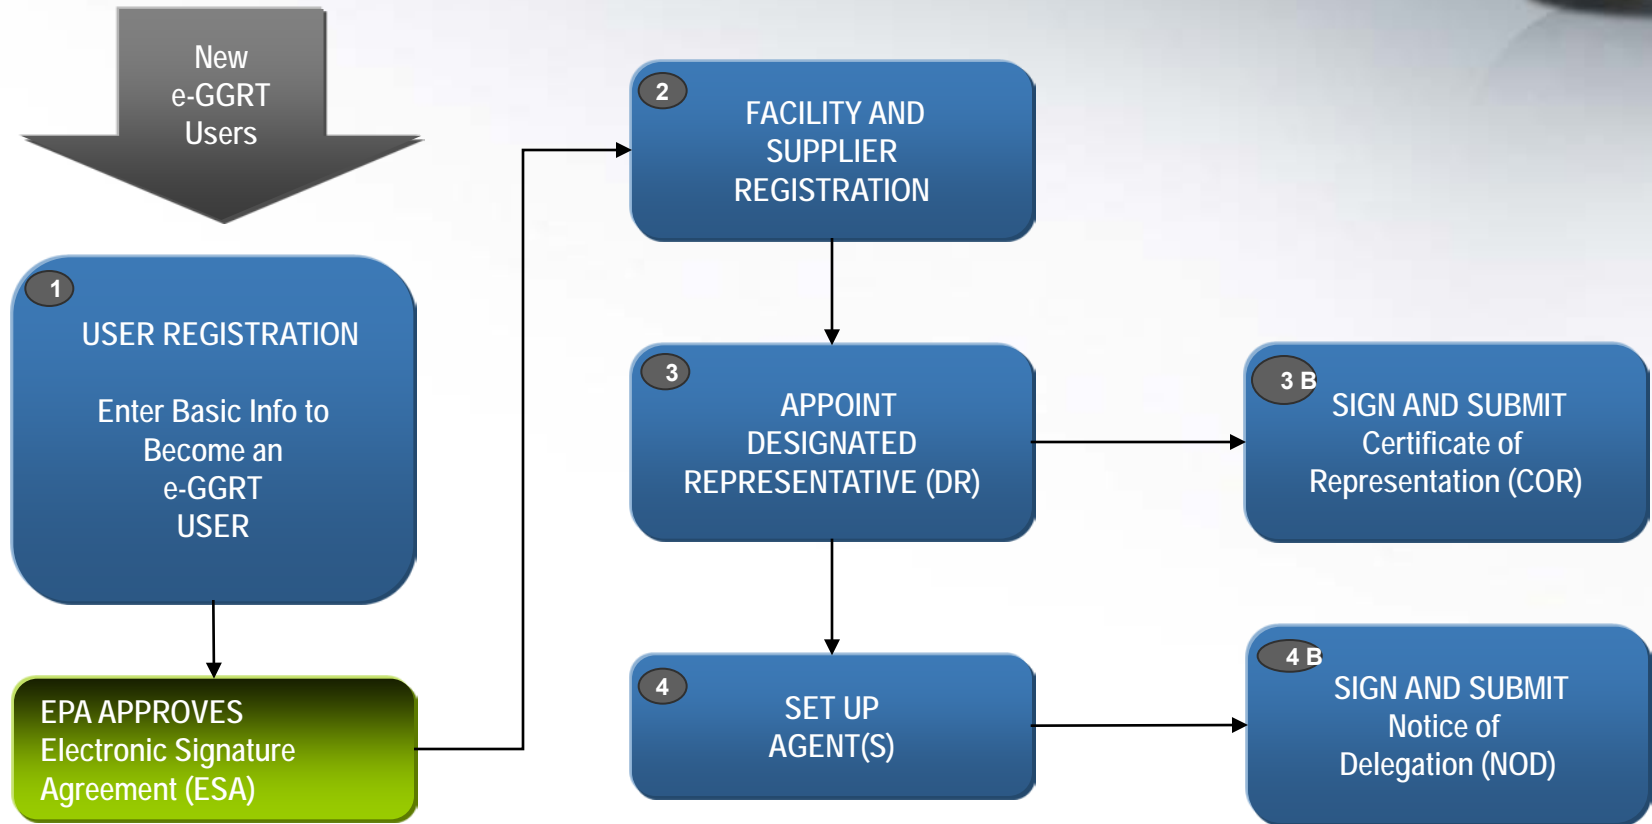 New
e-GGRT
Users
1
USER REGISTRATION
Enter Basic Info to
Become an
e-GGRT
USER
EPA APPROVES
Electronic Signature
Agreement (ESA)
2
FACILITY AND
SUPPLIER
REGISTRATION
3
APPOINT
DESIGNATED
REPRESENTATIVE (DR)
3 B
SIGN AND SUBMIT
Certificate of
Representation (COR)
4
SET UP
AGENT(S)
4 B
SIGN AND SUBMIT
Notice of
Delegation (NOD)